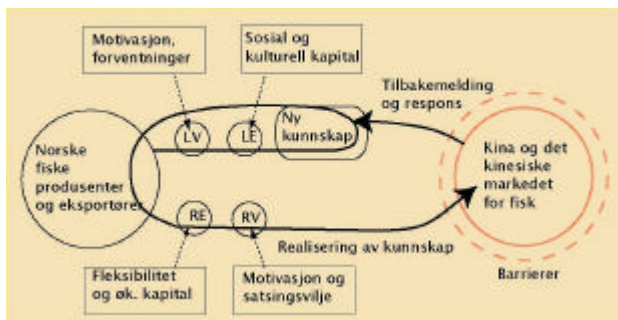 Motivasjon,
forventninger
Sosial og
kulturell kapital
Tilbakemelding
og respons
LV
LE
Ny
kunnskap
Norske
fiske
produsenter
og eksportører
Kina og det
kinesiske
markedet
for fisk
RE
RV
Realisering av kunnskap
Barrierer
Fleksibilitet
og øk. kapital
Motivasjon og
satsingsvilje